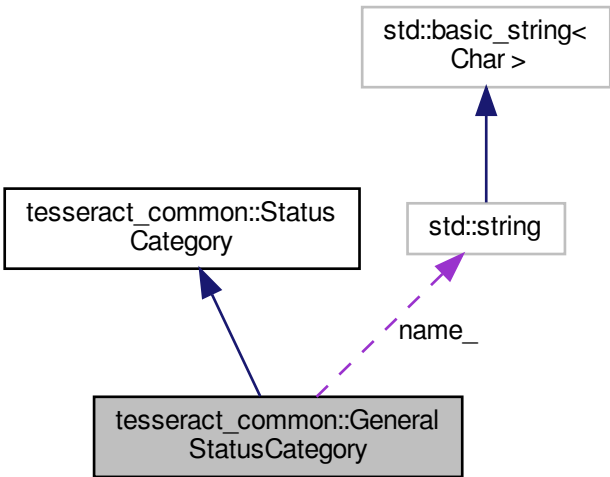 std::basic_string<
Char >
tesseract_common::Status
Category
std::string
name_
tesseract_common::General
StatusCategory